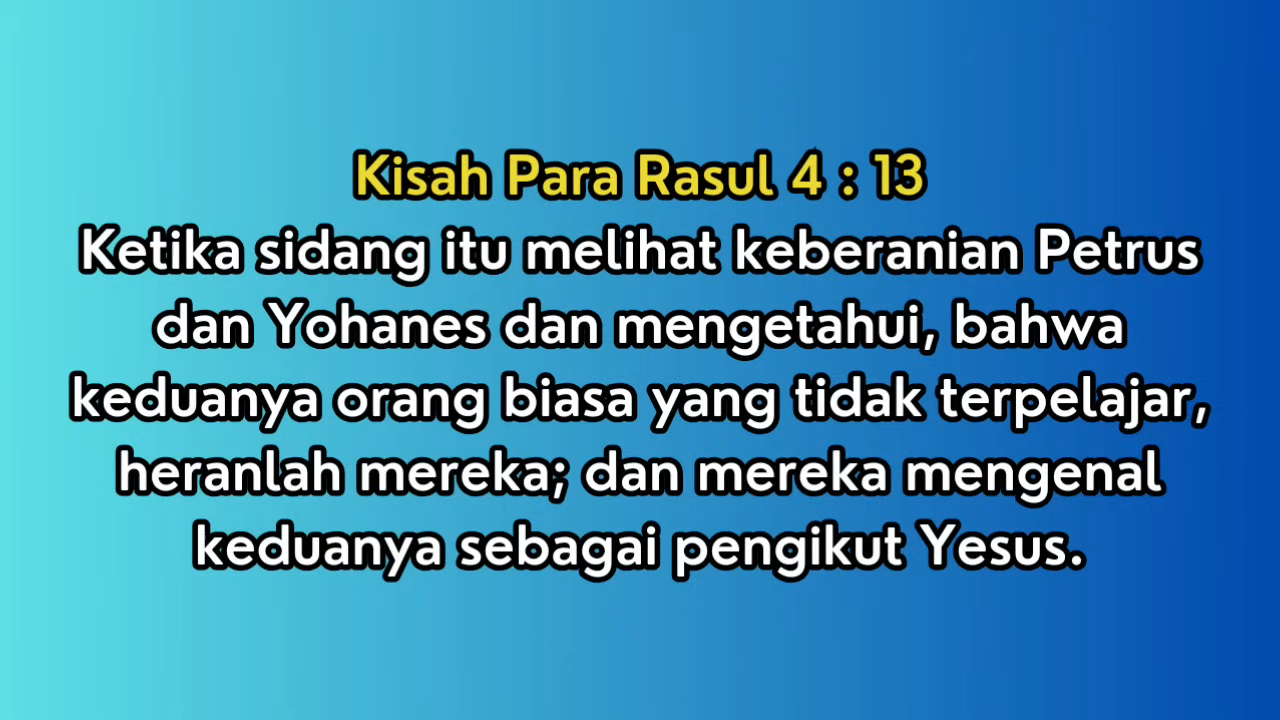 Kisah Para Rasul 4 : 13
Ketika sidang itu melihat keberanian Petrus
dan Yohanes dan mengetahui, bahwa
keduanya orang biasa yang tidak terpelajar,
heranlah mereka; dan mereka mengenal
keduanya sebagai pengikut Yesus.